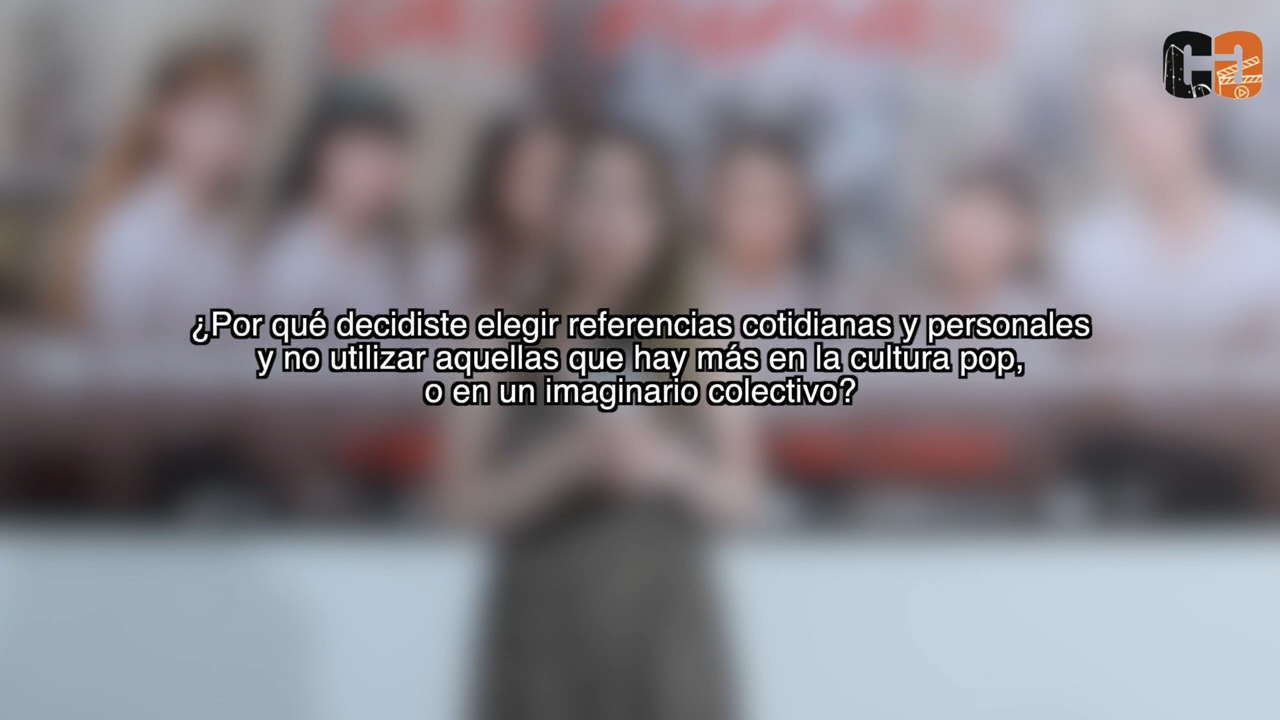 ca
¿Por qué decidiste elegir referencias cotidianas y personales
y no utilizar aquellas que hay más en la cultura pop,
o en un imaginario colectivo?